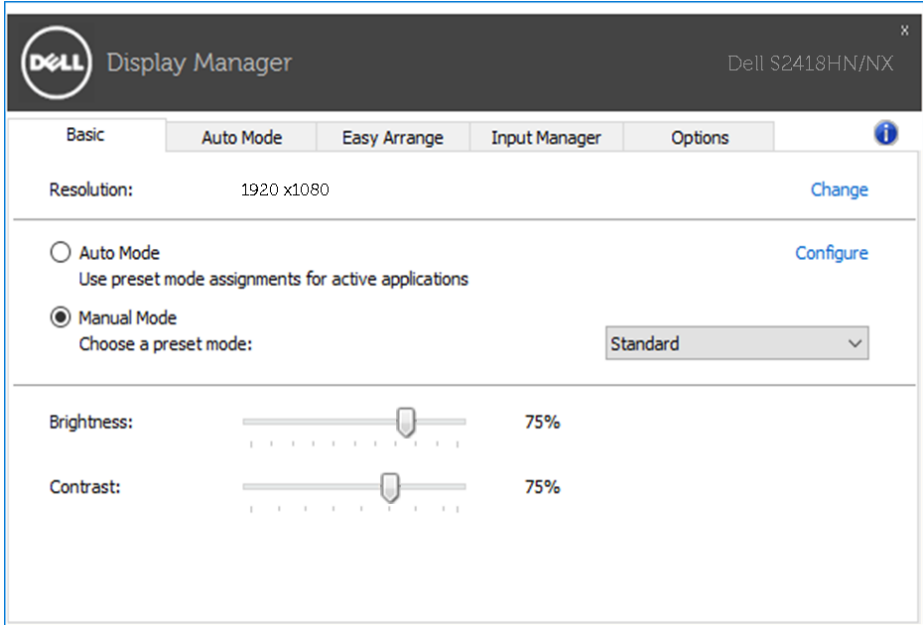 x
DELL Display Manager Dell S2418HN/NX
Basic Auto Mode Easy Arrange Input Manager Options i
Resolution: 1920 x1080 Change
Auto Mode Configure
Use preset mode assignments for active applications
Manual Mode
Choose a preset mode: Standard
Brightness: 75%
Contrast: 75%